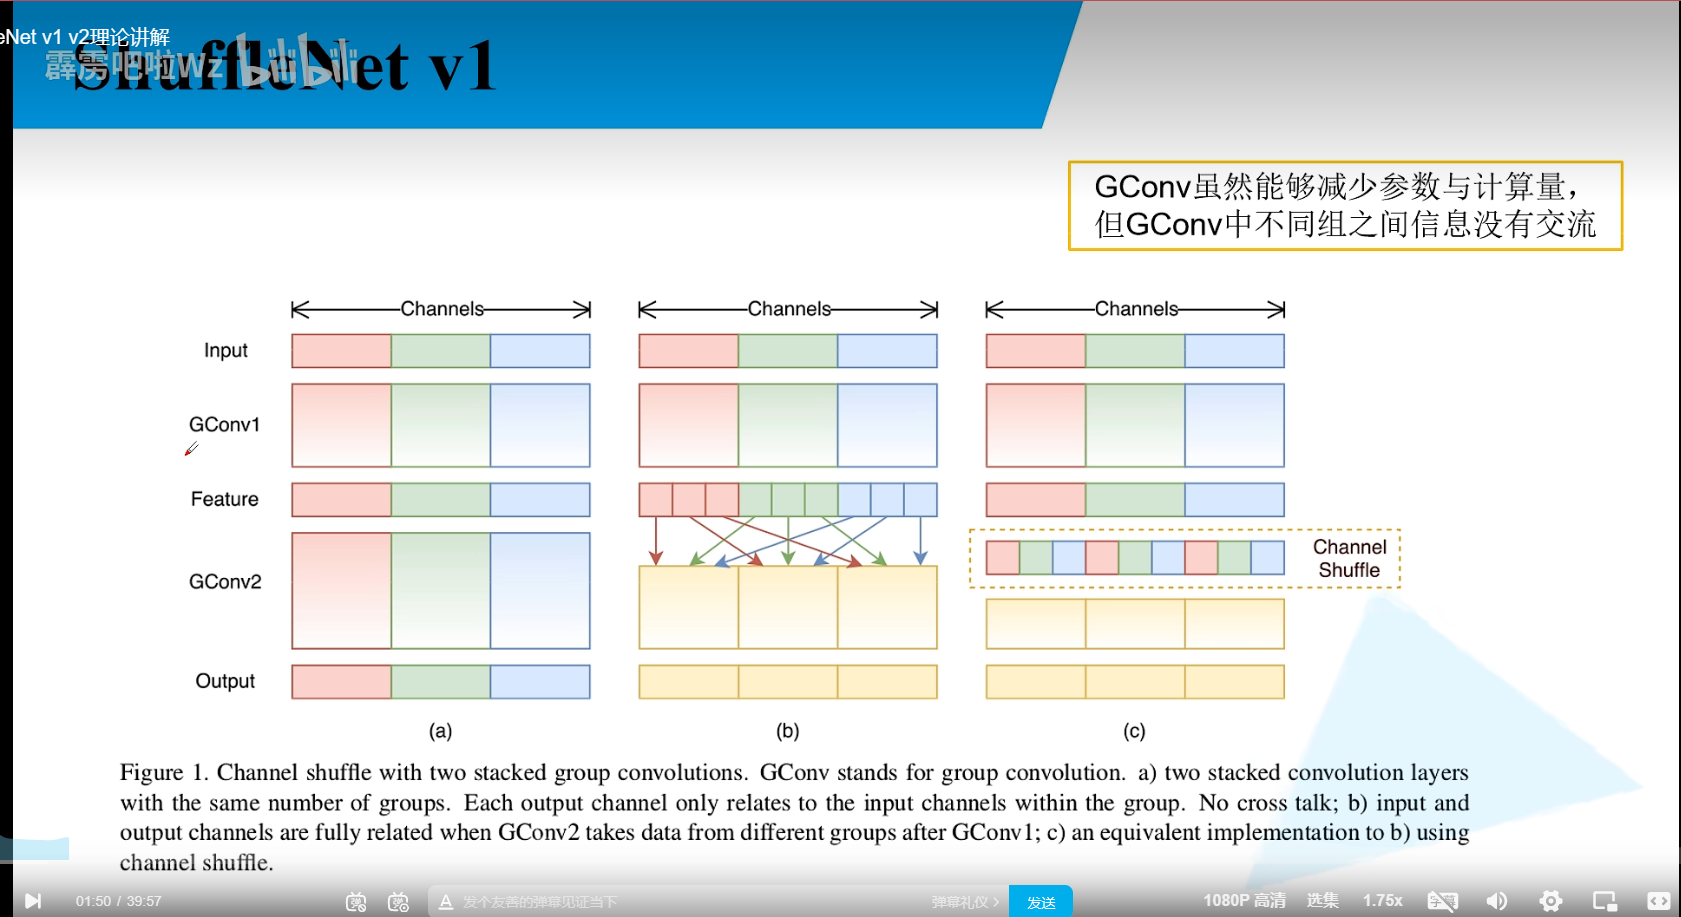 eNet v1 v2理论讲解
霹雳吧啦Wz bilibili
ShuffleNet v1
GConv虽然能够减少参数与计算量，
但GConv中不同组之间信息没有交流
Channels Channels Channels
Input
GConv1
Feature
Channel
Shuffle
GConv2
Output
(a) (b) (c)
Figure 1. Channel shuffle with two stacked group convolutions. GConv stands for group convolution. a) two stacked convolution layers
with the same number of groups. Each output channel only relates to the input channels within the group. No cross talk; b) input and
output channels are fully related when GConv2 takes data from different groups after GConv1; c) an equivalent implementation to b) using
channel shuffle.
01:50 / 39:57 弹 弹 A 发个友善的弹幕见证当下 弹幕礼仪 > 发送 1080P 高清 选集 1.75x 字幕